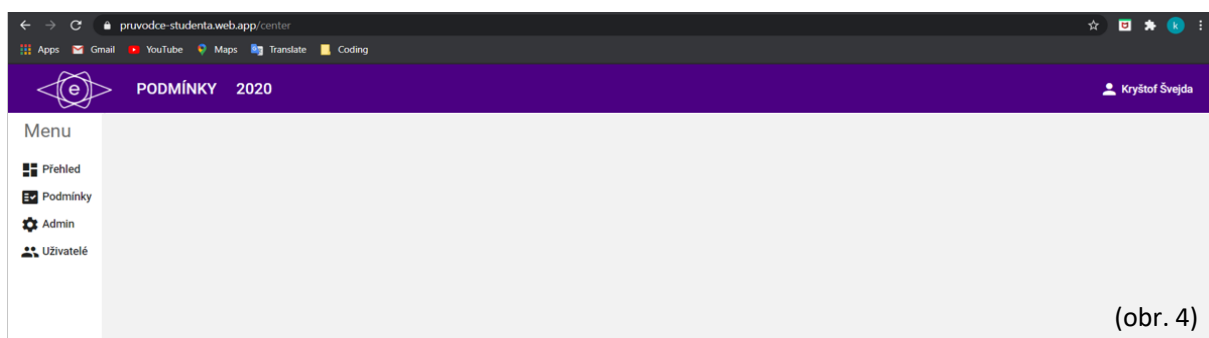 pruvodce-studenta.web.app/center
k
Apps Gmail YouTube Maps Translate Coding
e PODMÍNKY 2020 Kryštof Švejda
Menu
Přehled
Podmínky
Admin
Uživatelé
(obr. 4)